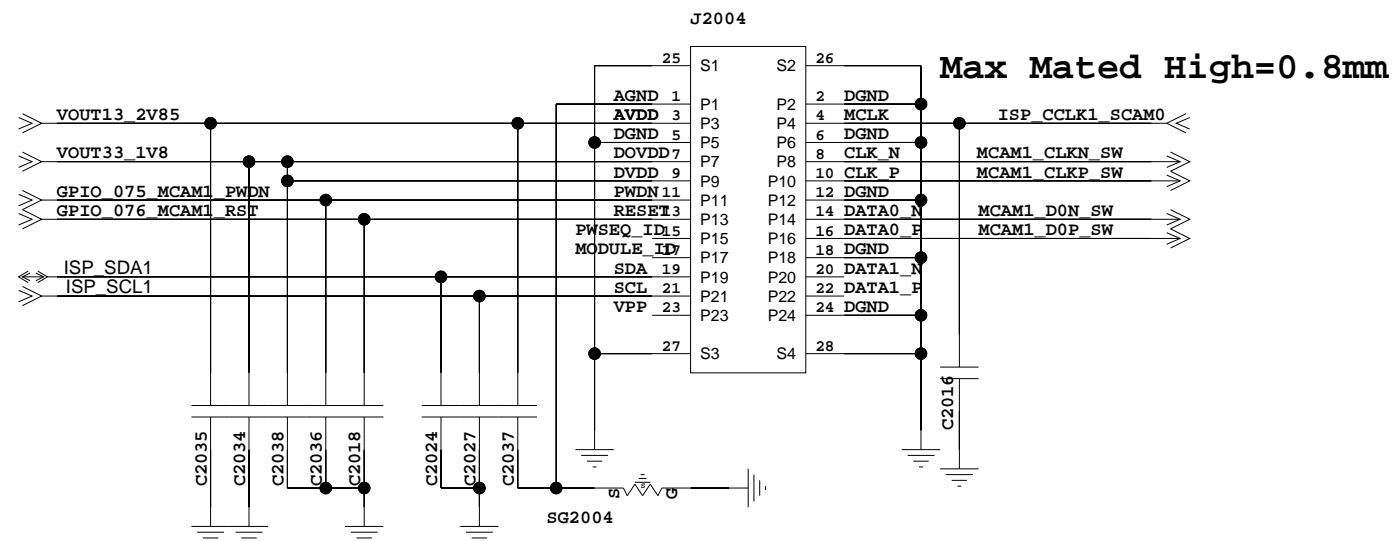 J2004
Max Mated High=0.8mm
25 S1 S2 26
AGND 1 P1 P2 2 DGND
VOUT13_2V85 AVDD 3 P3 P4 4 MCLK ISP_CCLK1_SCAM0
DGND 5 P5 P6 6 DGND
VOUT33_1V8 DOVDD 7 P7 P8 8 CLK_N MCAM1_CLKN_SW
DVDD 9 P9 P10 10 CLK_P MCAM1_CLKP_SW
GPIO_075_MCAM1_PWDN PWDN 11 P11 P12 12 DGND
GPIO_076_MCAM1_RST RESET 13 P13 P14 14 DATA0_N MCAM1_D0N_SW
PWSEQ_ID 15 P15 P16 16 DATA0_P MCAM1_D0P_SW
MODULE_ID 17 P17 P18 18 DGND
ISP_SDA1 SDA 19 P19 P20 20 DATA1_N
ISP_SCL1 SCL 21 P21 P22 22 DATA1_P
VPP 23 P23 P24 24 DGND
27 S3 S4 28
C2035
C2034
C2038
C2036
C2018
C2024
C2027
C2037
C2016
S G
SG2004